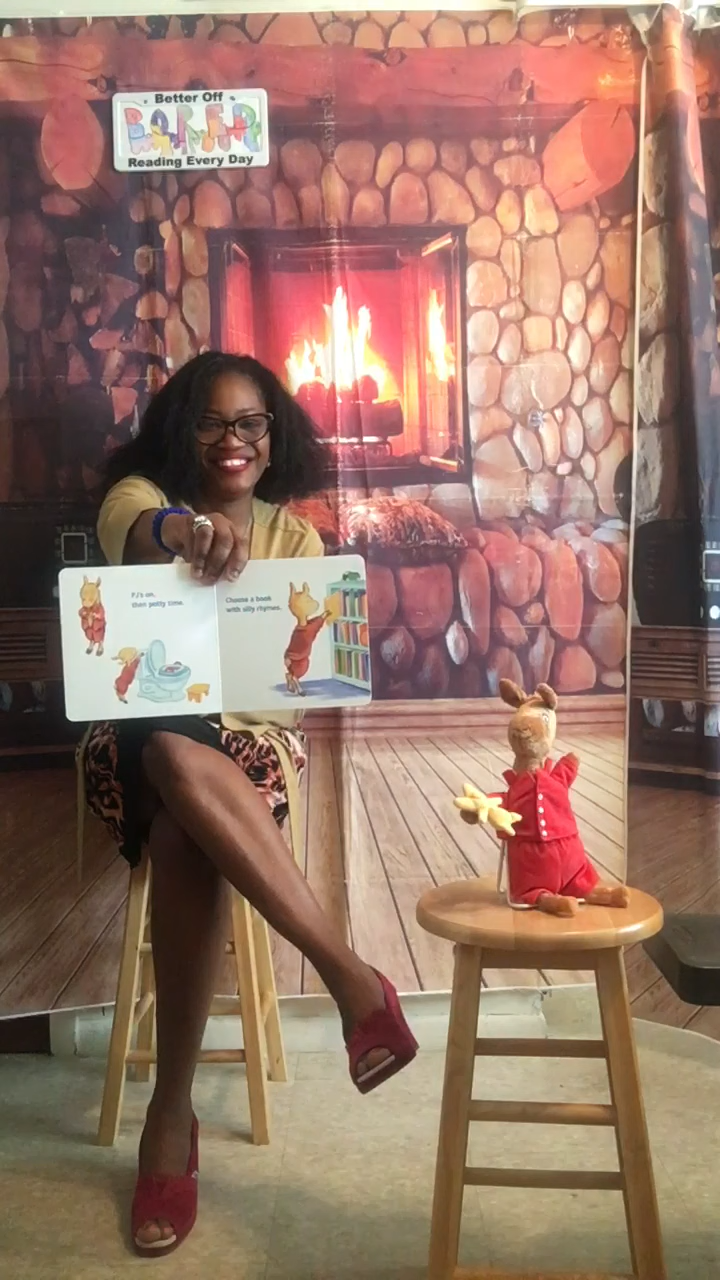 Better Off
B.O.R.E.D.
Reading Every Day
PJ's on,
then potty time.
Choose a book
with silly rhymes.